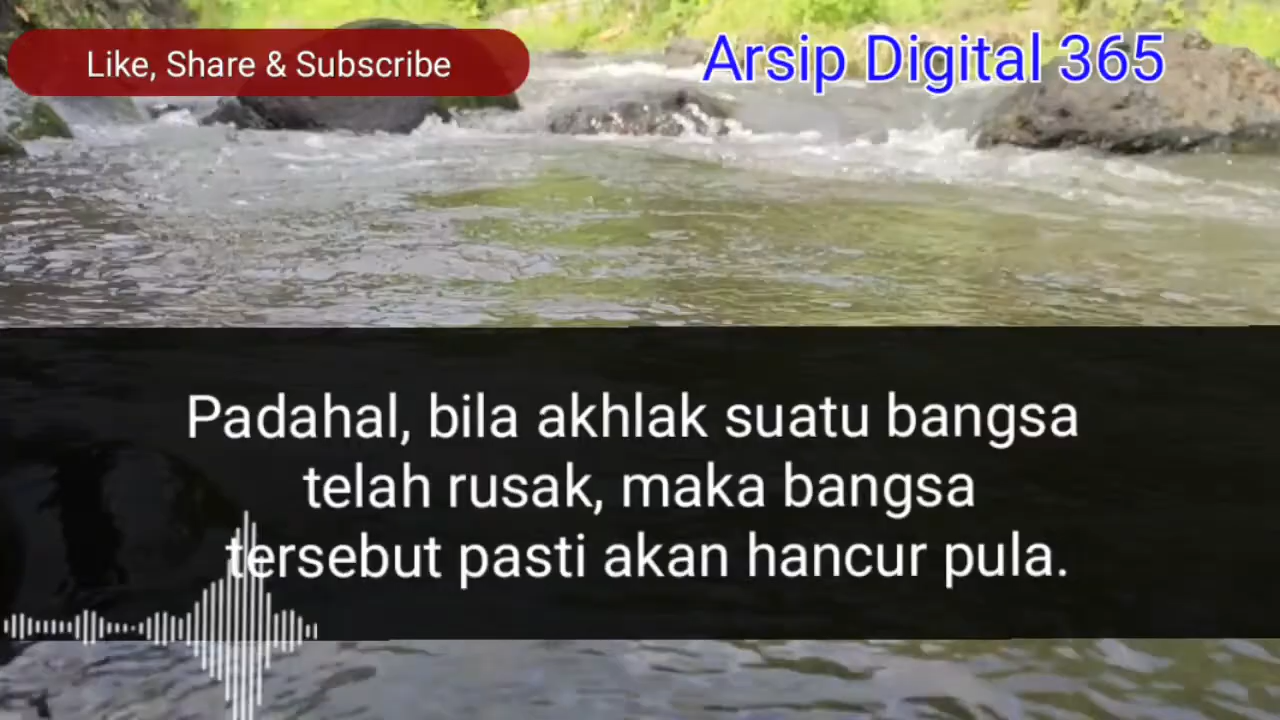 Like, Share & Subscribe
Arsip Digital 365
Padahal, bila akhlak suatu bangsa
telah rusak, maka bangsa
tersebut pasti akan hancur pula.